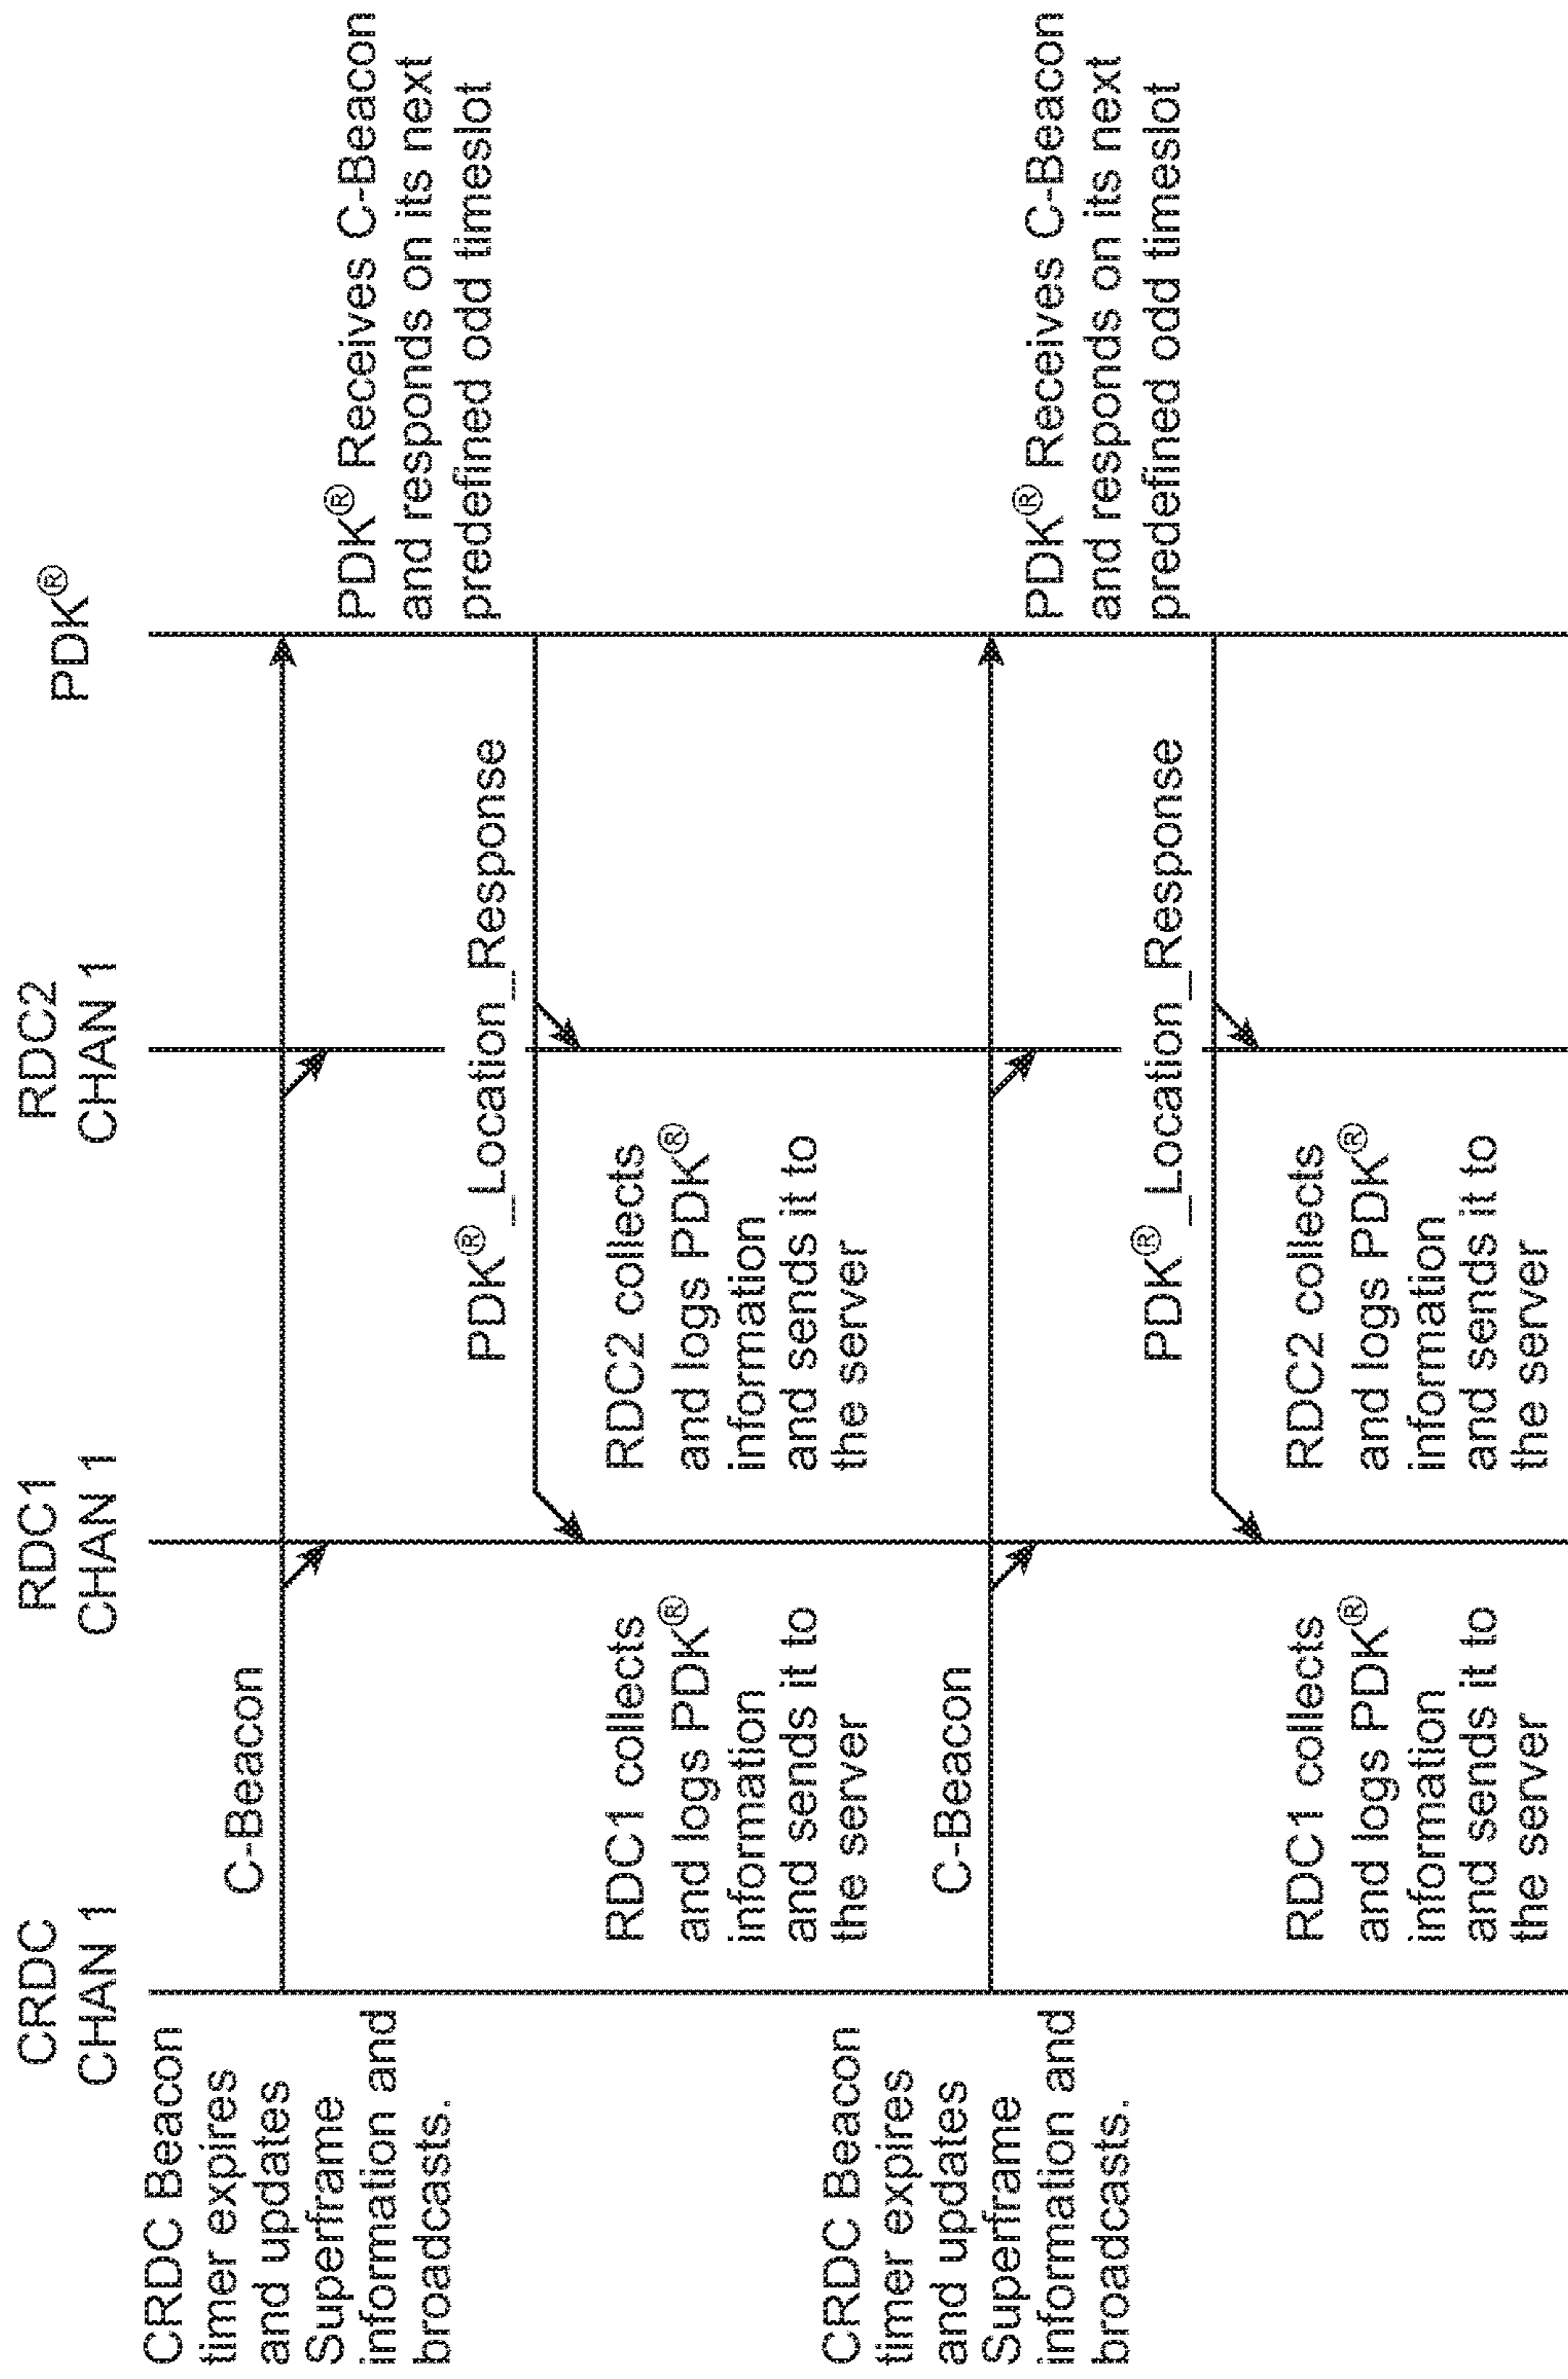 CRDC
CHAN 1
RDC1
CHAN 1
RDC2
CHAN 1
PDK®
CRDC Beacon
timer expires
and updates
Superframe
information and
broadcasts.
C-Beacon
PDK® Receives C-Beacon
and responds on its next
predefined odd timeslot
PDK®_Location_Response
RDC1 collects
and logs PDK®
information
and sends it to
the server
RDC2 collects
and logs PDK®
information
and sends it to
the server
CRDC Beacon
timer expires
and updates
Superframe
information and
broadcasts.
C-Beacon
PDK® Receives C-Beacon
and responds on its next
predefined odd timeslot
PDK®_Location_Response
RDC1 collects
and logs PDK®
information
and sends it to
the server
RDC2 collects
and logs PDK®
information
and sends it to
the server